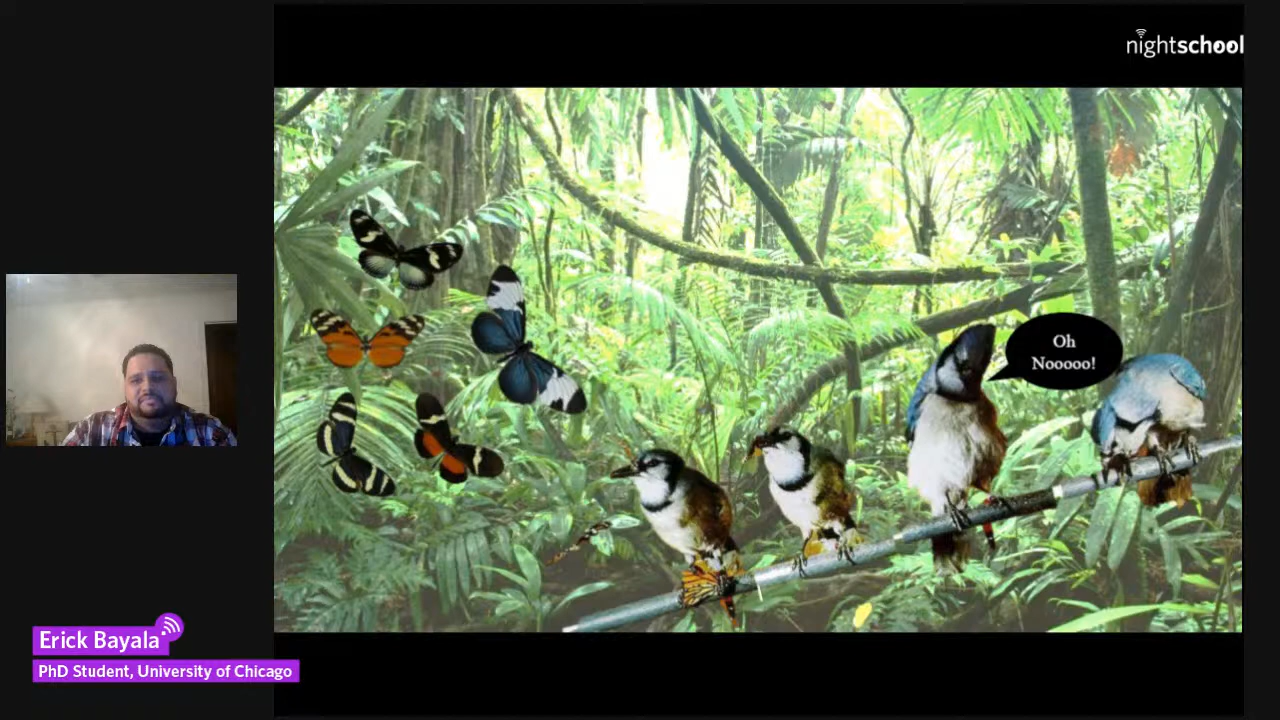 nightschool
Oh
Nooooo!
Erick Bayala
PhD Student, University of Chicago